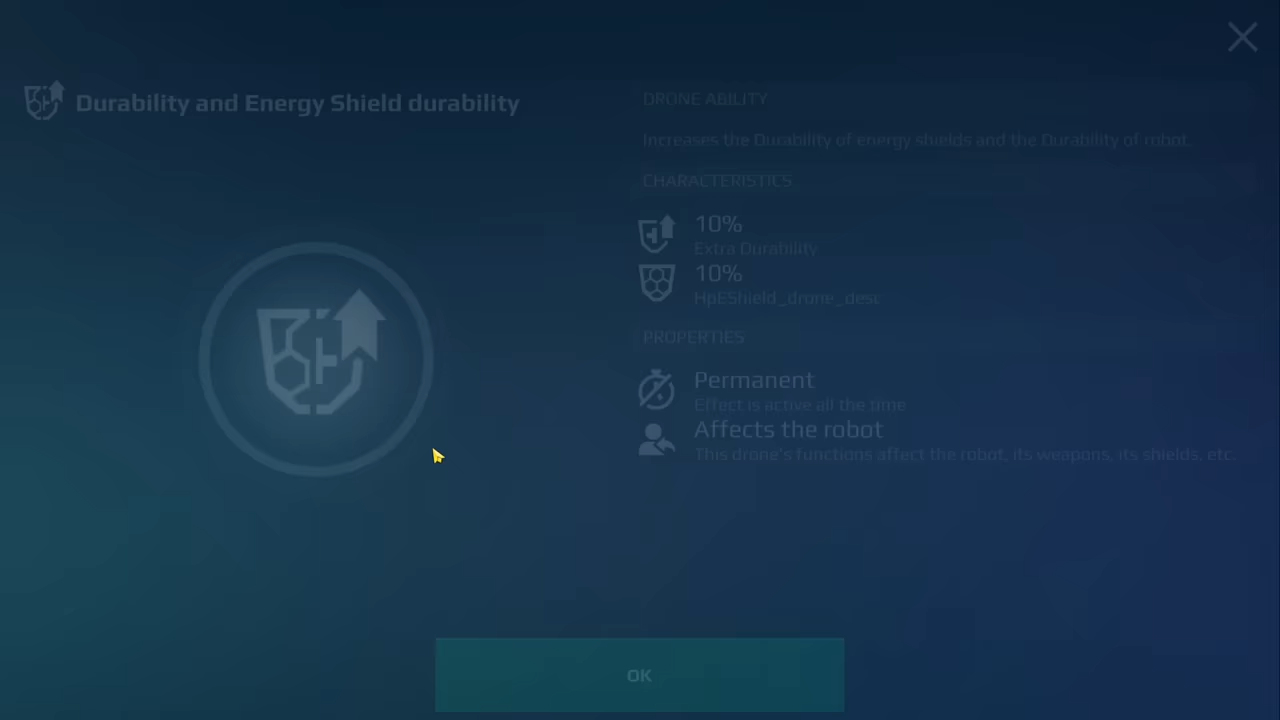 Durability and Energy Shield durability
DRONE ABILITY
Increases the Durability of energy shields and the Durability of robot.
CHARACTERISTICS
10%
Extra Durability
10%
HpEShield_drone_desc
PROPERTIES
Permanent
Effect is active all the time
Affects the robot
This drone's functions affect the robot, its weapons, its shields, etc.
OK